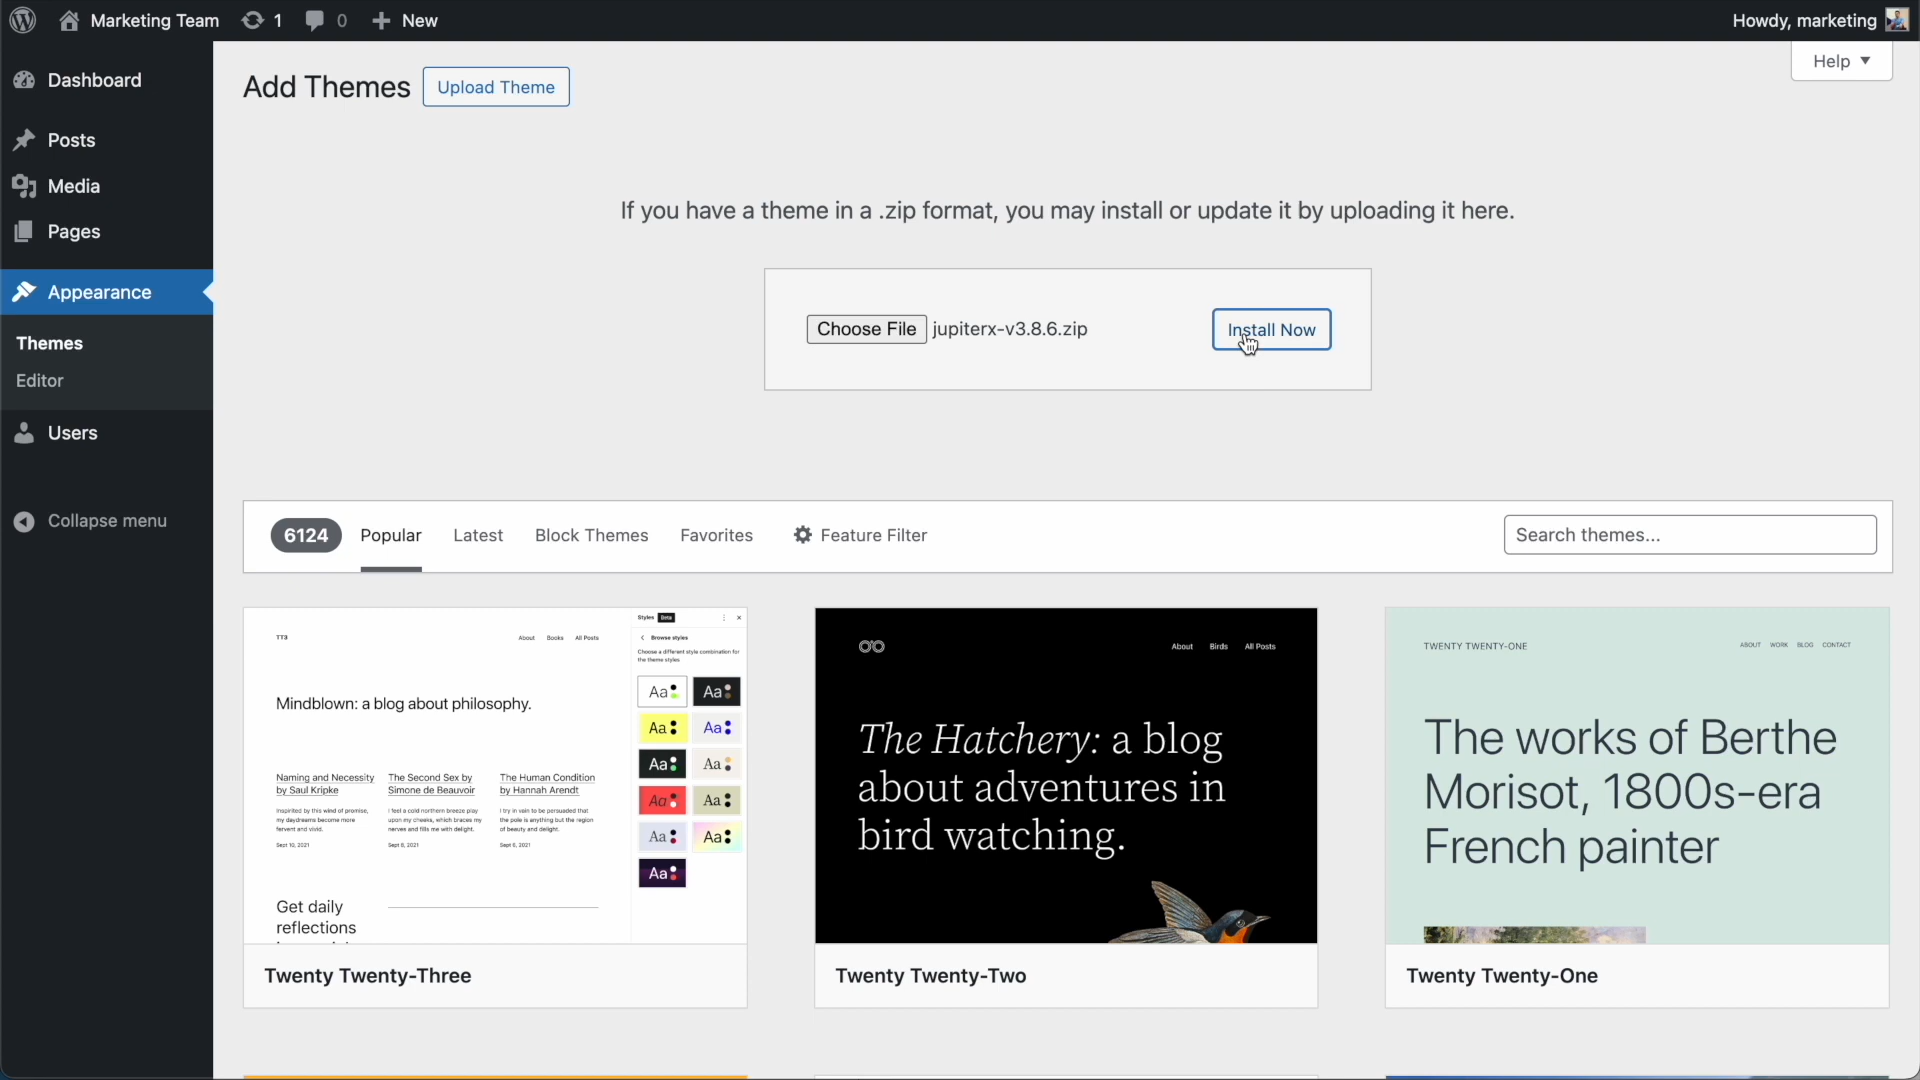 Marketing Team
1
0
New
Howdy, marketing
Help
Dashboard
Posts
Media
Pages
Appearance
Themes
Editor
Users
Collapse menu
Add Themes
Upload Theme
If you have a theme in a .zip format, you may install or update it by uploading it here.
Choose File
jupiterx-v3.8.6.zip
Install Now
6124
Popular
Latest
Block Themes
Favorites
Feature Filter
Search themes...
TT3
About
Books
All Posts
Mindblown: a blog about philosophy.
Naming and Necessity
by Saul Kripke
Inspirited by this wind of promise,
my daydreams become more
fervent and vivid.
Sept 10, 2021
The Second Sex by
Simone de Beauvoir
I feel a cold northern breeze play
upon my cheeks, which braces my
nerves and fills me with delight.
Sept 8, 2021
The Human Condition
by Hannah Arendt
I try in vain to be persuaded that
the pole is anything but the region
of beauty and delight.
Sept 6, 2021
Get daily
reflections
Styles Beta
Browse styles
Choose a different style combination for
the theme styles
Aa
Aa
Aa
Aa
Aa
Aa
Aa
Aa
Aa
Aa
Aa
Twenty Twenty-Three
About
Birds
All Posts
The Hatchery: a blog
about adventures in
bird watching.
Twenty Twenty-Two
TWENTY TWENTY-ONE
ABOUT
WORK
BLOG
CONTACT
The works of Berthe
Morisot, 1800s-era
French painter
Twenty Twenty-One